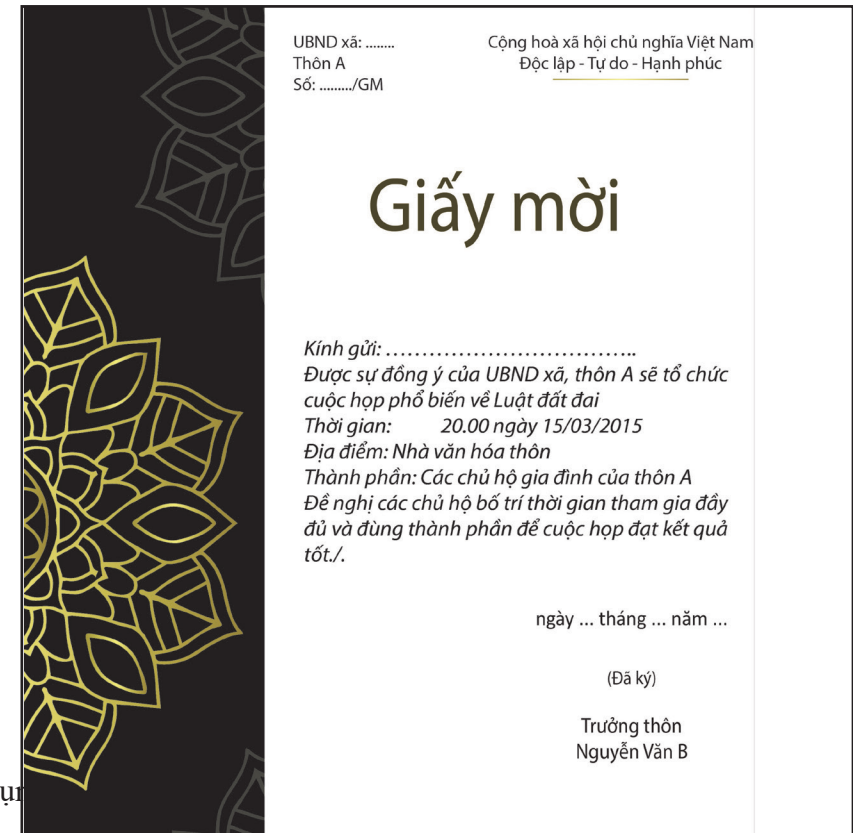 UBND xã: ........
Cộng hoà xã hội chủ nghĩa Việt Nam
Thôn A
Độc lập - Tự do - Hạnh phúc
Số: ........./GM
Giấy mời
Kính gửi: ……………………………..
Được sự đồng ý của UBND xã, thôn A sẽ tổ chức
cuộc họp phổ biến về Luật đất đai
Thời gian: 20.00 ngày 15/03/2015
Địa điểm: Nhà văn hóa thôn
Thành phần: Các chủ hộ gia đình của thôn A
Đề nghị các chủ hộ bố trí thời gian tham gia đầy
đủ và đùng thành phần để cuộc họp đạt kết quả
tốt./.
ngày ... tháng ... năm ...
(Đã ký)
Trưởng thôn
Nguyễn Văn B